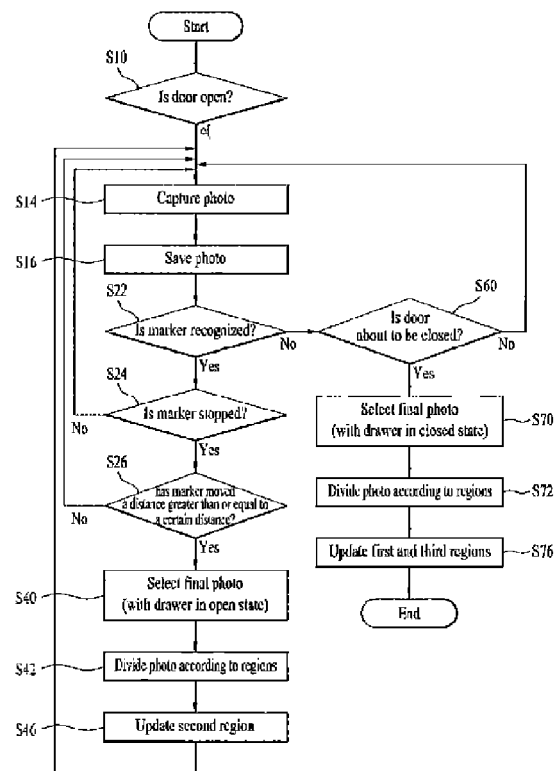 Start
S10
Is door open?
of
S14
Capture photo
S16
Save photo
S22
Is marker recognized?
No
Yes
S60
Is door
about to be closed?
No
Yes
S24
Is marker stopped?
No
Yes
S26
has marker moved
a distance greater than or equal to
a certain distance?
No
Yes
S70
Select final photo
(with drawer in closed state)
S72
Divide photo according to regions
S76
Update first and third regions
End
S40
Select final photo
(with drawer in open state)
S42
Divide photo according to regions
S46
Update second region